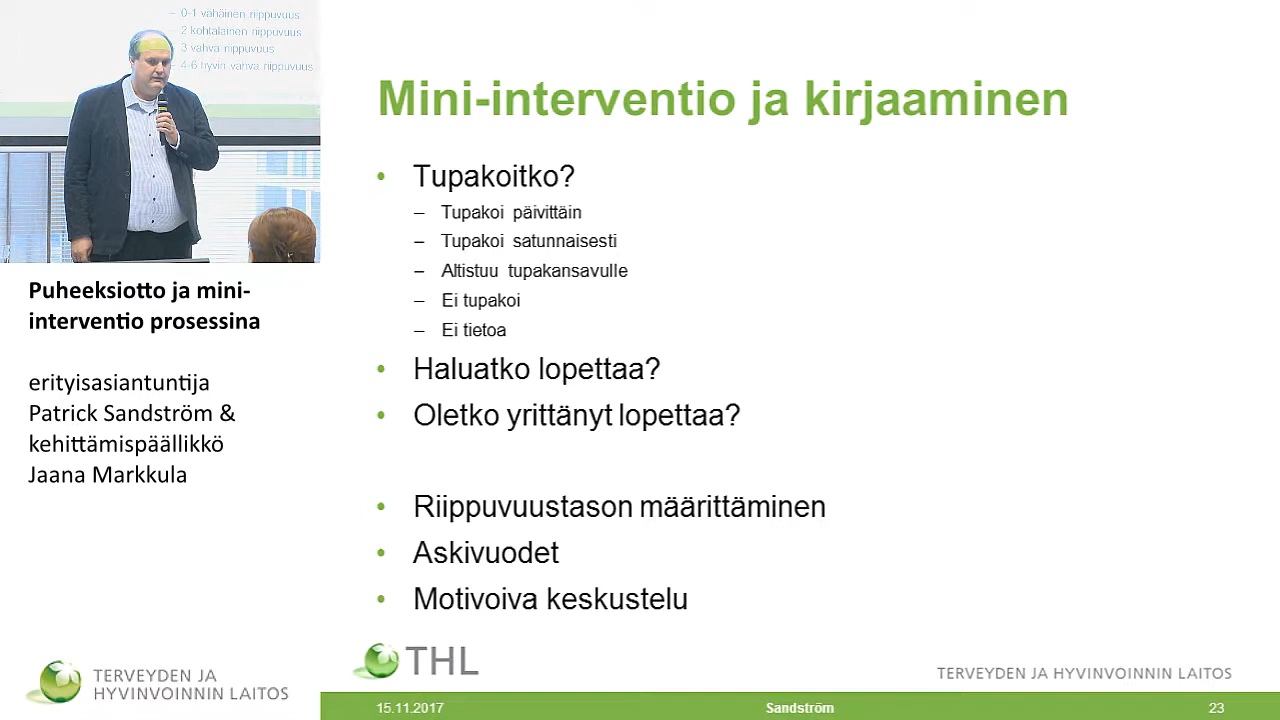 – 0-1 vähäinen riippuvuus
– 2 kohtalainen riippuvuus
– 3 vahva riippuvuus
– 4-6 hyvin vahva riippuvuus
Puheeksiotto ja mini-
interventio prosessina
erityisasiantuntija
Patrick Sandström &
kehittämispäällikkö
Jaana Markkula
TERVEYDEN JA
HYVINVOINNIN LAITOS
Mini-interventio ja kirjaaminen
• Tupakoitko?
– Tupakoi päivittäin
– Tupakoi satunnaisesti
– Altistuu tupakansavulle
– Ei tupakoi
– Ei tietoa
• Haluatko lopettaa?
• Oletko yrittänyt lopettaa?
• Riippuvuustason määrittäminen
• Askivuodet
• Motivoiva keskustelu
THL
TERVEYDEN JA HYVINVOINNIN LAITOS
15.11.2017
Sandström
23